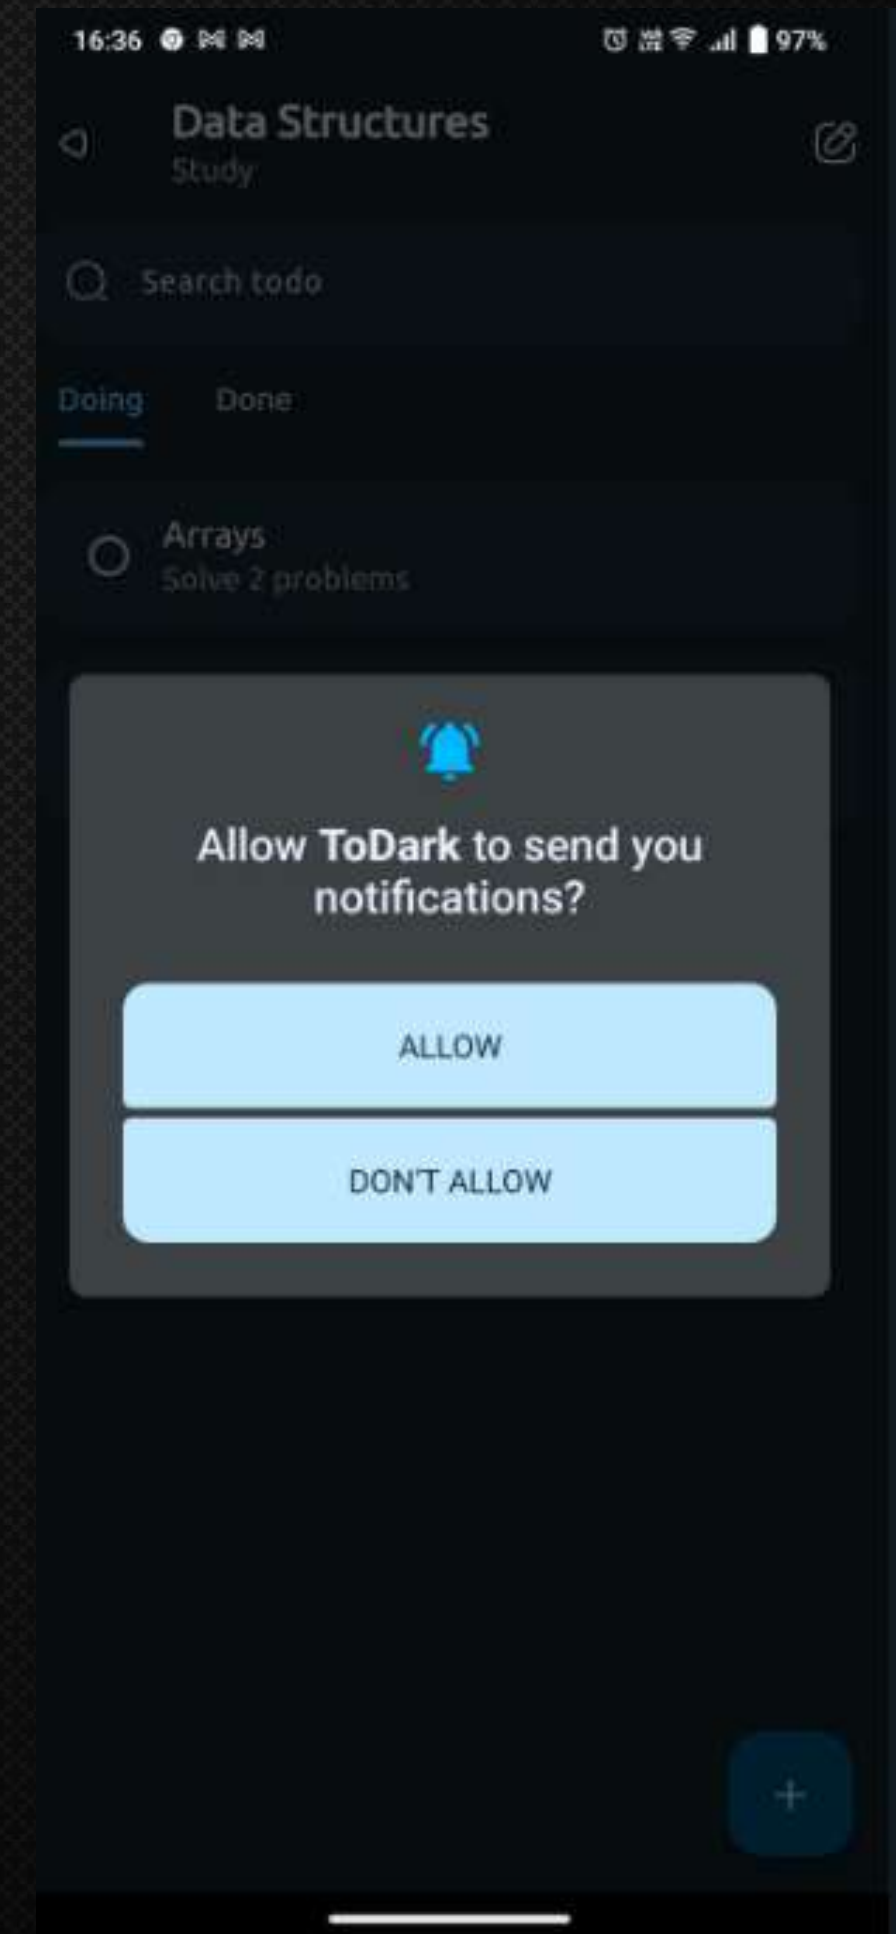 16:36 97%
Data Structures
Study
Search todo
Doing Done
Arrays
Solve 2 problems
Allow ToDark to send you
notifications?
ALLOW
DON'T ALLOW